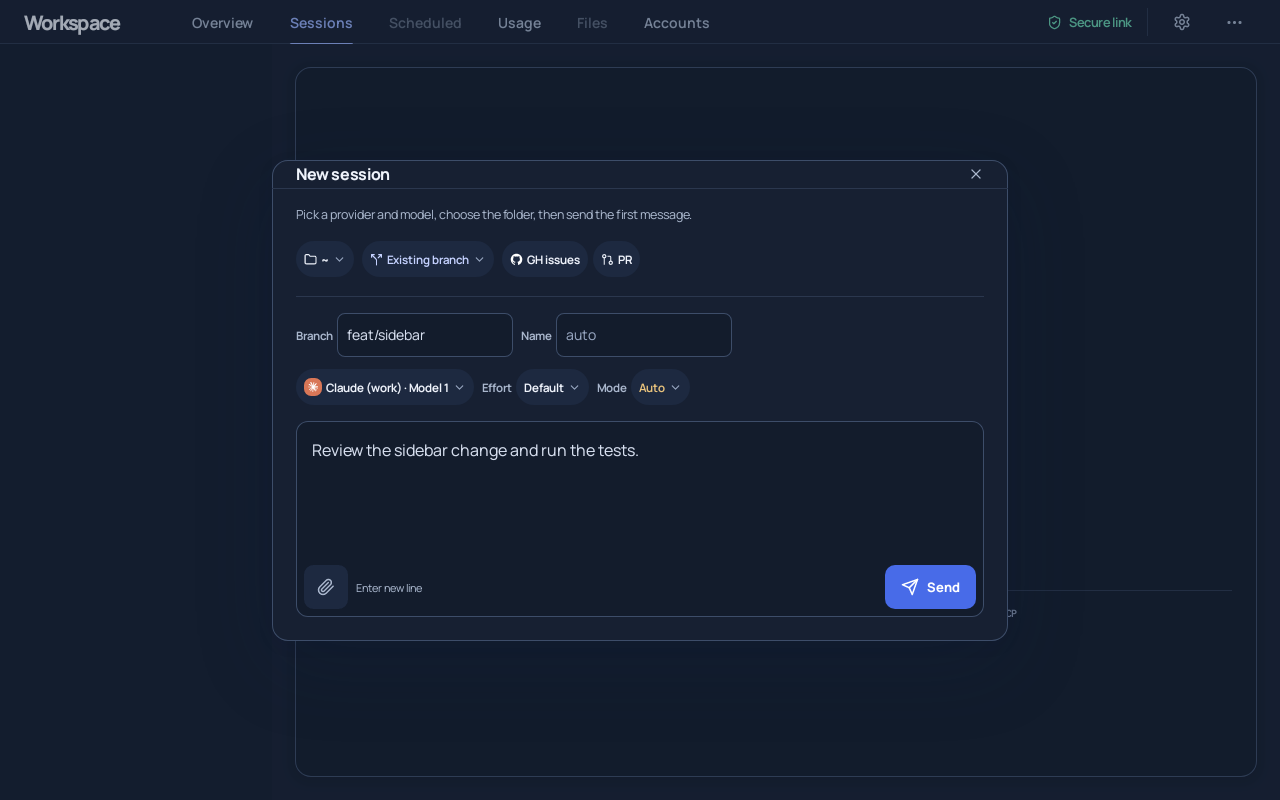 Workspace Overview Sessions Scheduled Usage Files Accounts Secure link
New session
Pick a provider and model, choose the folder, then send the first message.
~ Existing branch GH issues PR
Branch feat/sidebar Name auto
Claude (work) · Model 1 Effort Default Mode Auto
Review the sidebar change and run the tests.
Enter new line Send